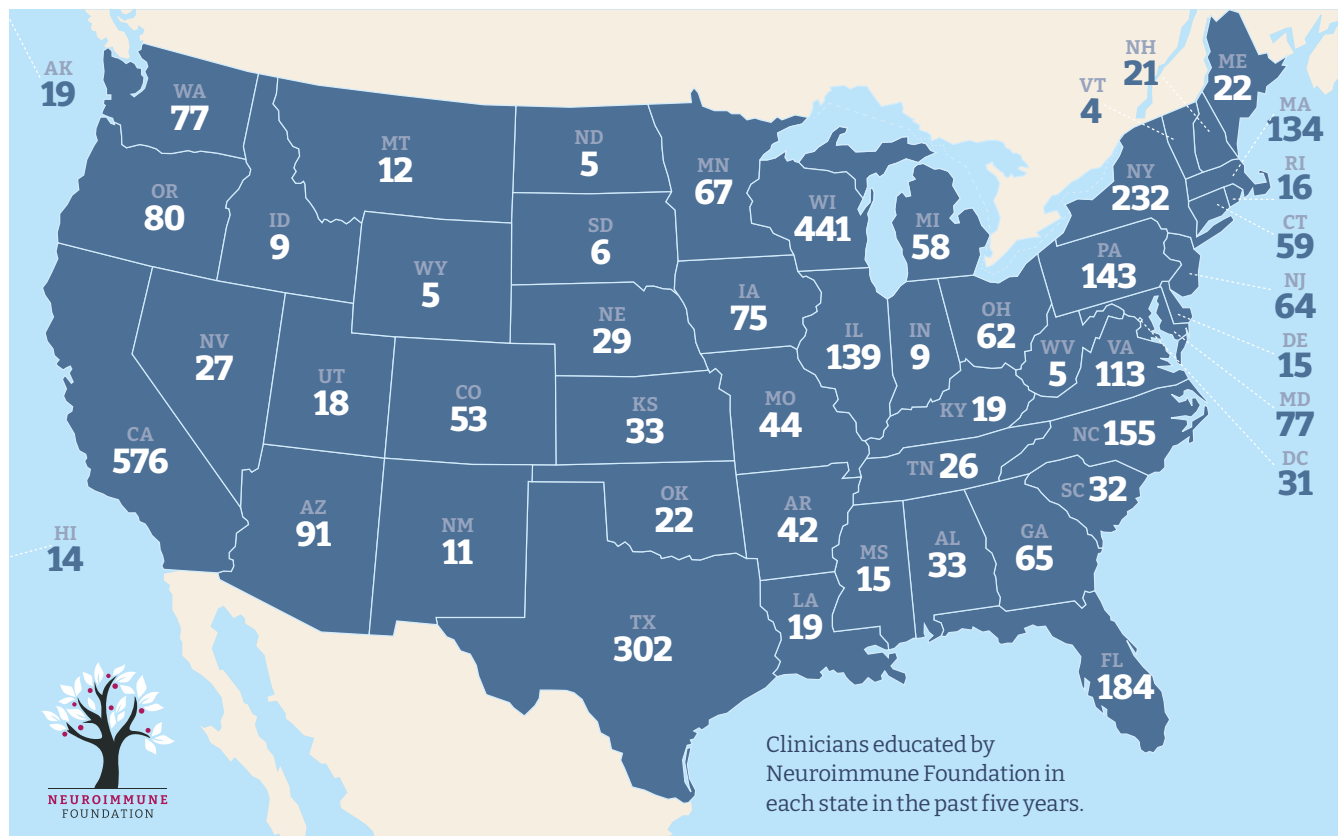 AK
19
WA
77
OR
80
ID
9
MT
12
ND
5
SD
6
WY
5
NE
29
MN
67
WI
441
MI
58
IA
75
IL
139
IN
9
OH
62
PA
143
NY
232
VT
4
NH
21
ME
22
MA
134
RI
16
CT
59
NJ
64
DE
15
MD
77
DC
31
WV
5
VA
113
KY 19
NC 155
TN 26
SC 32
NV
27
UT
18
CO
53
KS
33
MO
44
CA
576
AZ
91
NM
11
OK
22
AR
42
MS
15
AL
33
GA
65
LA
19
TX
302
FL
184
HI
14
Clinicians educated by
Neuroimmune Foundation in
each state in the past five years.
NEUROIMMUNE
FOUNDATION